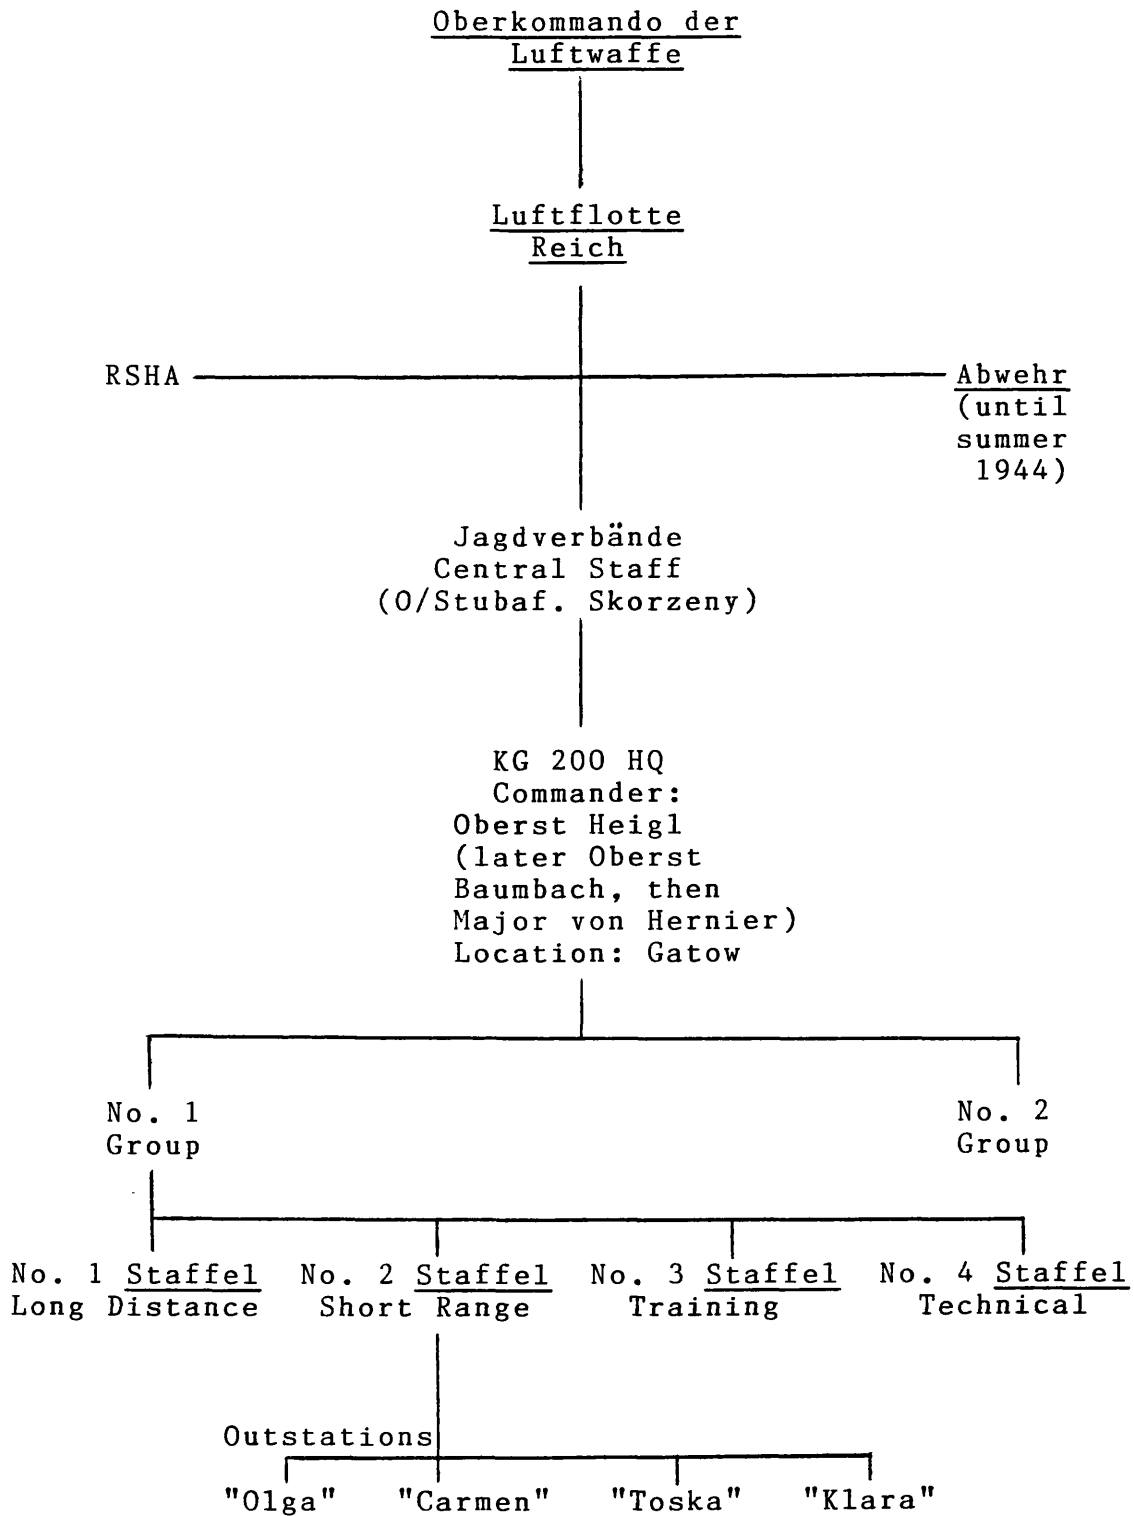 Oberkommando der
Luftwaffe
Luftflotte
Reich
RSHA
Abwehr
(until
summer
1944)
Jagdverbände
Central Staff
(O/Stubaf. Skorzeny)
KG 200 HQ
Commander:
Oberst Heigl
(later Oberst
Baumbach, then
Major von Hernier)
Location: Gatow
No. 1
Group
No. 2
Group
No. 1 Staffel
Long Distance
No. 2 Staffel
Short Range
No. 3 Staffel
Training
No. 4 Staffel
Technical
Outstations
"Olga"
"Carmen"
"Toska"
"Klara"